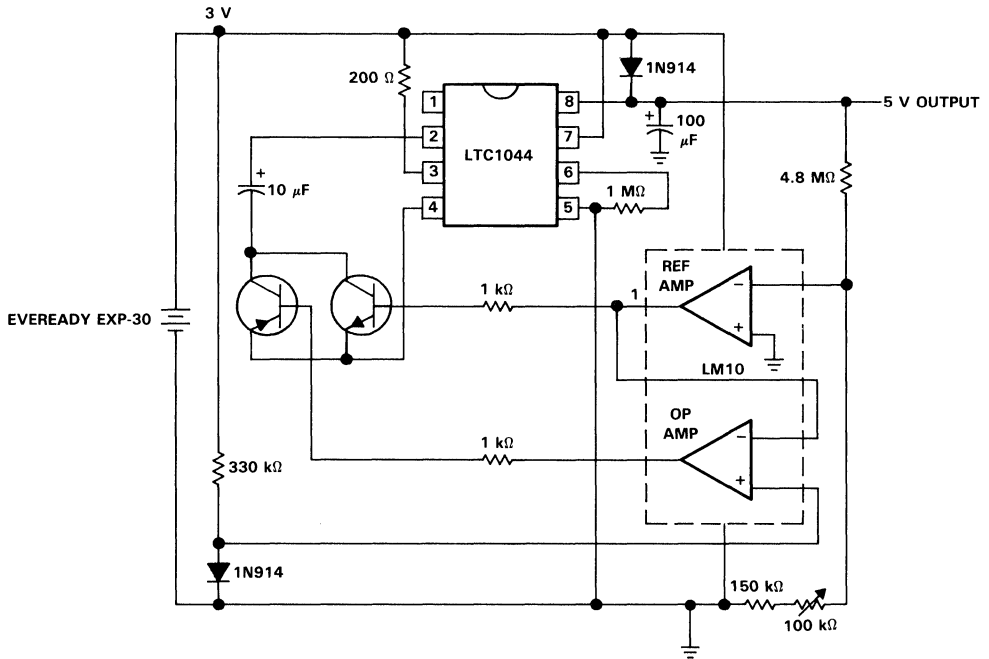 3 V
200 Ω
1N914
1
2
3
4
LTC1044
8
7
6
5
+
100
μF
5 V OUTPUT
4.8 MΩ
+
10 μF
1 MΩ
EVEREADY EXP-30
1 kΩ
1
REF
AMP
−
+
LM10
OP
AMP
−
+
1 kΩ
330 kΩ
1N914
150 kΩ
100 kΩ